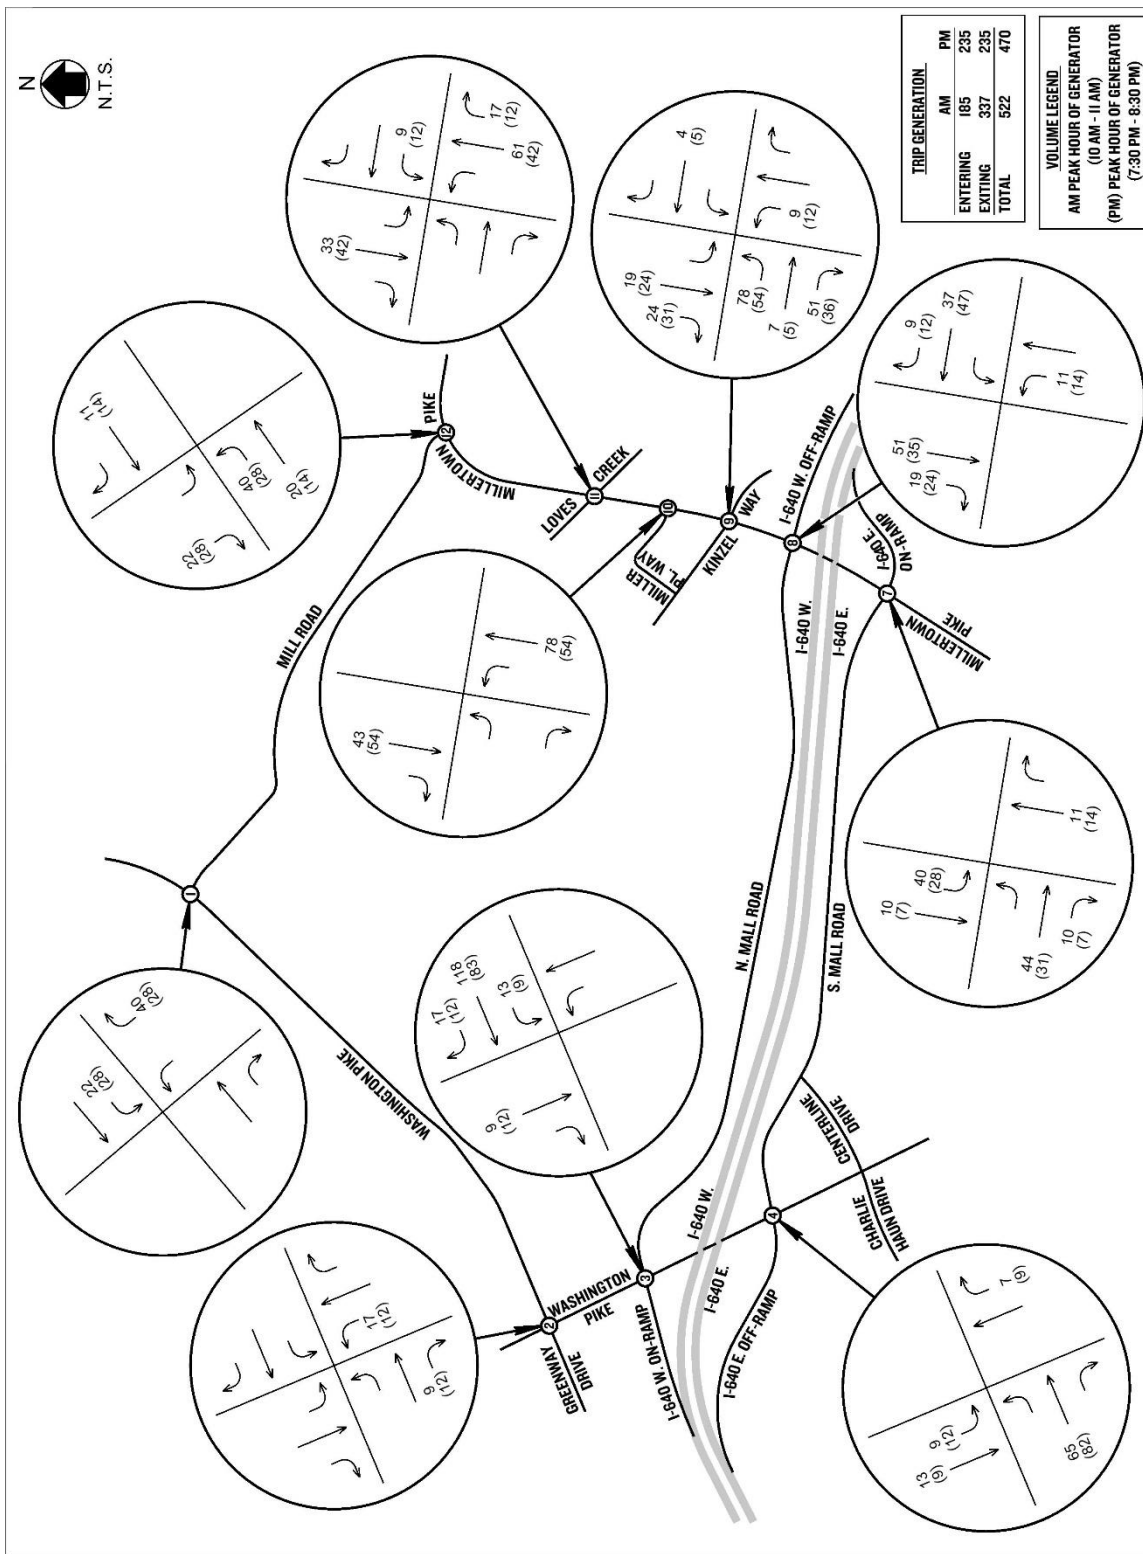 N
N.T.S.
22
(28)
40
(28)
22
(28)
11
(14)
40
(28)
20
(14)
33
(42)
9
(12)
61
(42)
17
(12)
17
(12)
9
(12)
9
(12)
17
(12)
118
(83)
13
(9)
43
(54)
78
(54)
19
(24)
24
(31)
4
(5)
78
(54)
7
(5)
51
(36)
9
(12)
13
(9)
9
(12)
65
(82)
7
(9)
10
(7)
40
(28)
44
(31)
10
(7)
11
(14)
51
(35)
19
(24)
9
(12)
37
(47)
11
(14)
1
2
3
4
7
8
9
10
11
12
MILL ROAD
WASHINGTON PIKE
MILLERTOWN
PIKE
LOVES
CREEK
MILLER
PL. WAY
KINZEL
WAY
GREENWAY
DRIVE
WASHINGTON
PIKE
I-640 W. ON-RAMP
N. MALL ROAD
I-640 W.
I-640 E.
I-640 W.
I-640 E.
I-640 W. OFF-RAMP
I-640 E.
ON-RAMP
I-640 E. OFF-RAMP
S. MALL ROAD
MILLERTOWN
PIKE
CHARLIE
HAUN DRIVE
CENTERLINE
DRIVE
TRIP GENERATION
AM PM
ENTERING 185 235
EXITING 337 235
TOTAL 522 470
VOLUME LEGEND
AM PEAK HOUR OF GENERATOR
(10 AM - 11 AM)
(PM) PEAK HOUR OF GENERATOR
(7:30 PM - 8:30 PM)